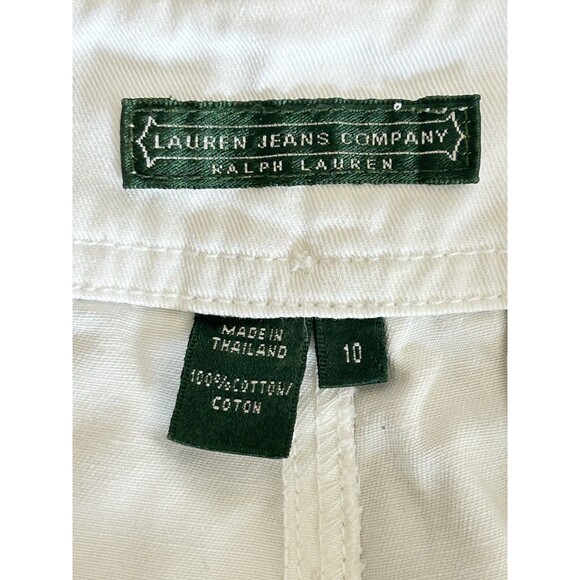 LAUREN JEANS COMPANY
RALPH LAUREN
MADE IN
THAILAND
100% COTTON/
COTON
10